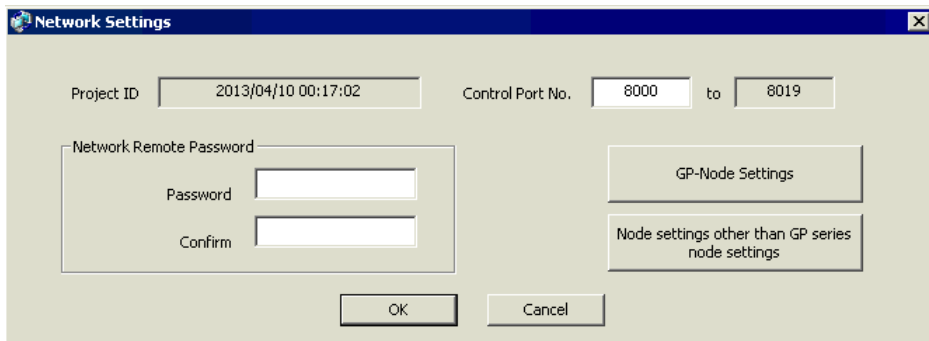 Network Settings
Project ID 2013/04/10 00:17:02 Control Port No. 8000 to 8019
Network Remote Password
Password
Confirm
GP-Node Settings
Node settings other than GP series
node settings
OK Cancel